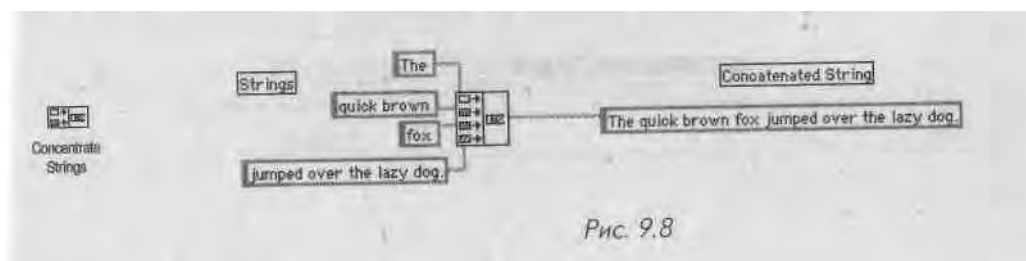 The
Strings
Concatenated String
quick brown
The quick brown fox jumped over the lazy dog.
fox
Concentrate
Strings
jumped over the lazy dog.
Рис. 9.8